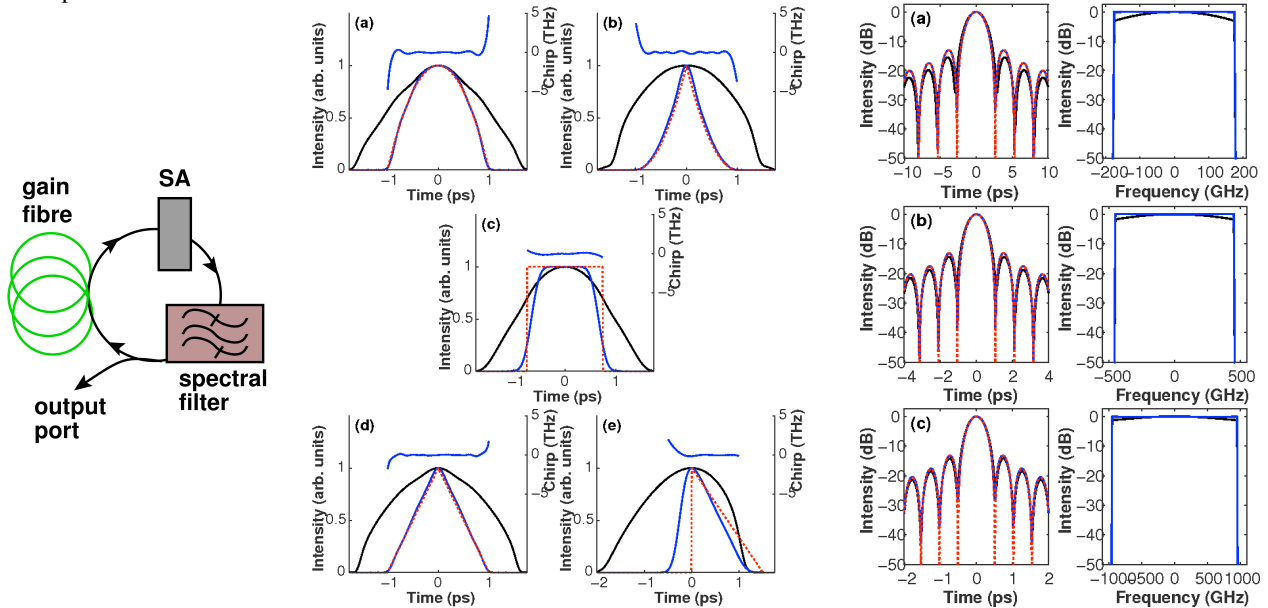 gain
fibre
SA
spectral
filter
output
port
(a)
Intensity (arb. units)
1
0.5
0
−1 0 1
Time (ps)
5
0
−5
Chirp (THz)
(b)
Intensity (arb. units)
1
0.5
0
−1 0 1
Time (ps)
5
0
−5
Chirp (THz)
(c)
Intensity (arb. units)
1
0.5
0
−1 0 1
Time (ps)
5
0
−5
Chirp (THz)
(d)
Intensity (arb. units)
1
0.5
0
−1 0 1
Time (ps)
5
0
−5
Chirp (THz)
(e)
Intensity (arb. units)
1
0.5
0
−2 −1 0 1
Time (ps)
5
0
−5
Chirp (THz)
(a)
Intensity (dB)
0
−10
−20
−30
−40
−50
−10 −5 0 5 10
Time (ps)
Intensity (dB)
0
−10
−20
−30
−40
−50
−200 −100 0 100 200
Frequency (GHz)
(b)
Intensity (dB)
0
−10
−20
−30
−40
−50
−4 −2 0 2 4
Time (ps)
Intensity (dB)
0
−10
−20
−30
−40
−50
−500 0 500
Frequency (GHz)
(c)
Intensity (dB)
0
−10
−20
−30
−40
−50
−2 −1 0 1 2
Time (ps)
Intensity (dB)
0
−10
−20
−30
−40
−50
−1000 −500 0 500 1000
Frequency (GHz)